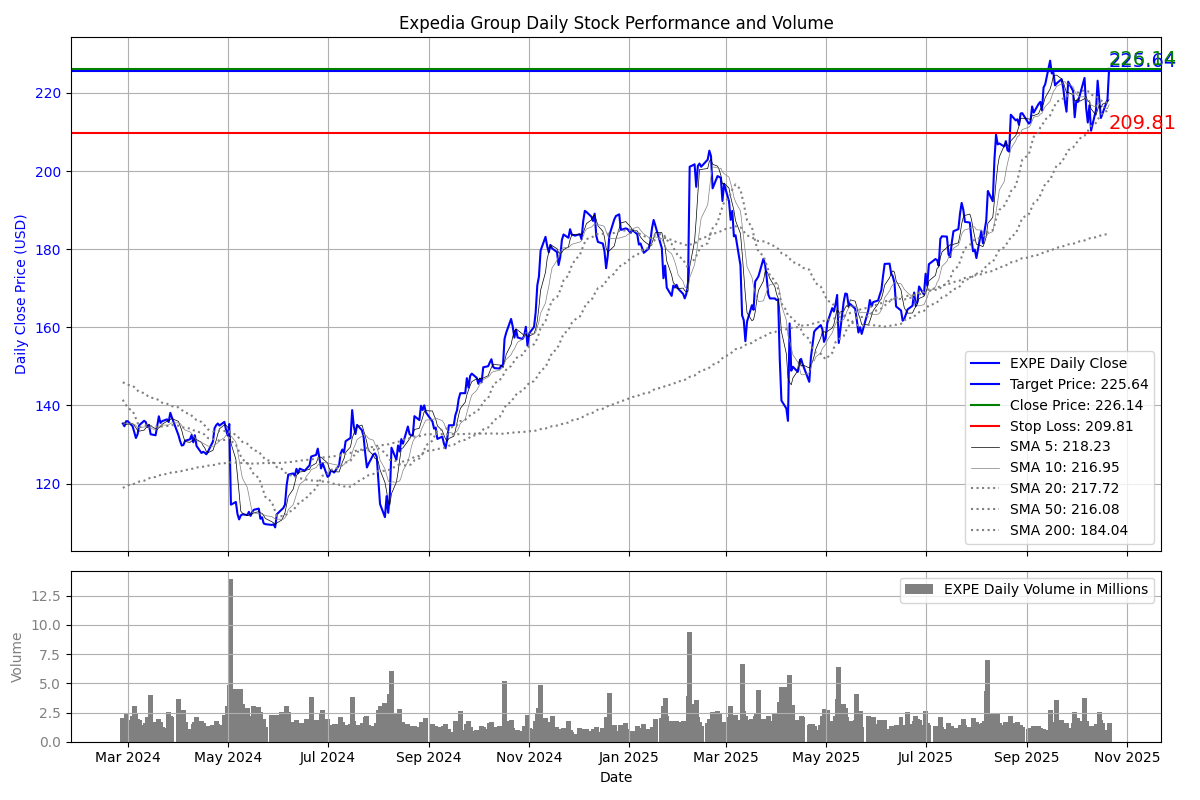 Expedia Group Daily Stock Performance and Volume
Daily Close Price (USD)
220
200
180
160
140
120
226.14
225.64
209.81
EXPE Daily Close
Target Price: 225.64
Close Price: 226.14
Stop Loss: 209.81
SMA 5: 218.23
SMA 10: 216.95
SMA 20: 217.72
SMA 50: 216.08
SMA 200: 184.04
Volume
12.5
10.0
7.5
5.0
2.5
0.0
EXPE Daily Volume in Millions
Mar 2024 May 2024 Jul 2024 Sep 2024 Nov 2024 Jan 2025 Mar 2025 May 2025 Jul 2025 Sep 2025 Nov 2025
Date